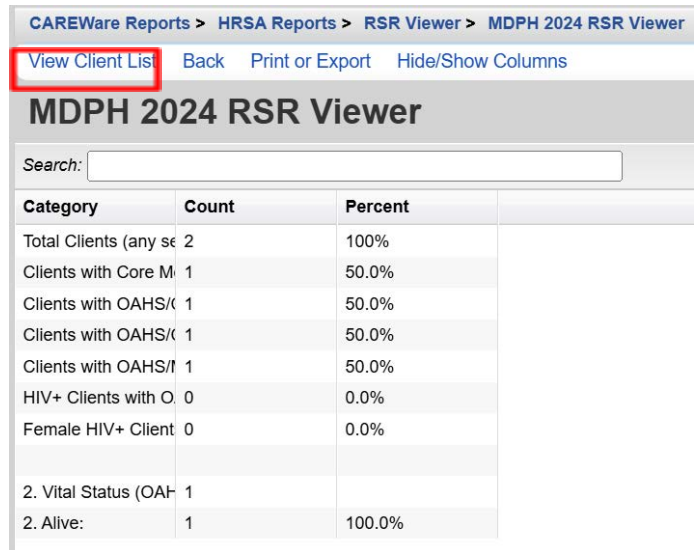 CAREWare Reports > HRSA Reports > RSR Viewer > MDPH 2024 RSR Viewer
View Client List Back Print or Export Hide/Show Columns
MDPH 2024 RSR Viewer
Search:
Category Count Percent
Total Clients (any se 2 100%
Clients with Core M 1 50.0%
Clients with OAHS/ 1 50.0%
Clients with OAHS/ 1 50.0%
Clients with OAHS/ 1 50.0%
HIV+ Clients with O 0 0.0%
Female HIV+ Client 0 0.0%
2. Vital Status (OAH 1
2. Alive: 1 100.0%